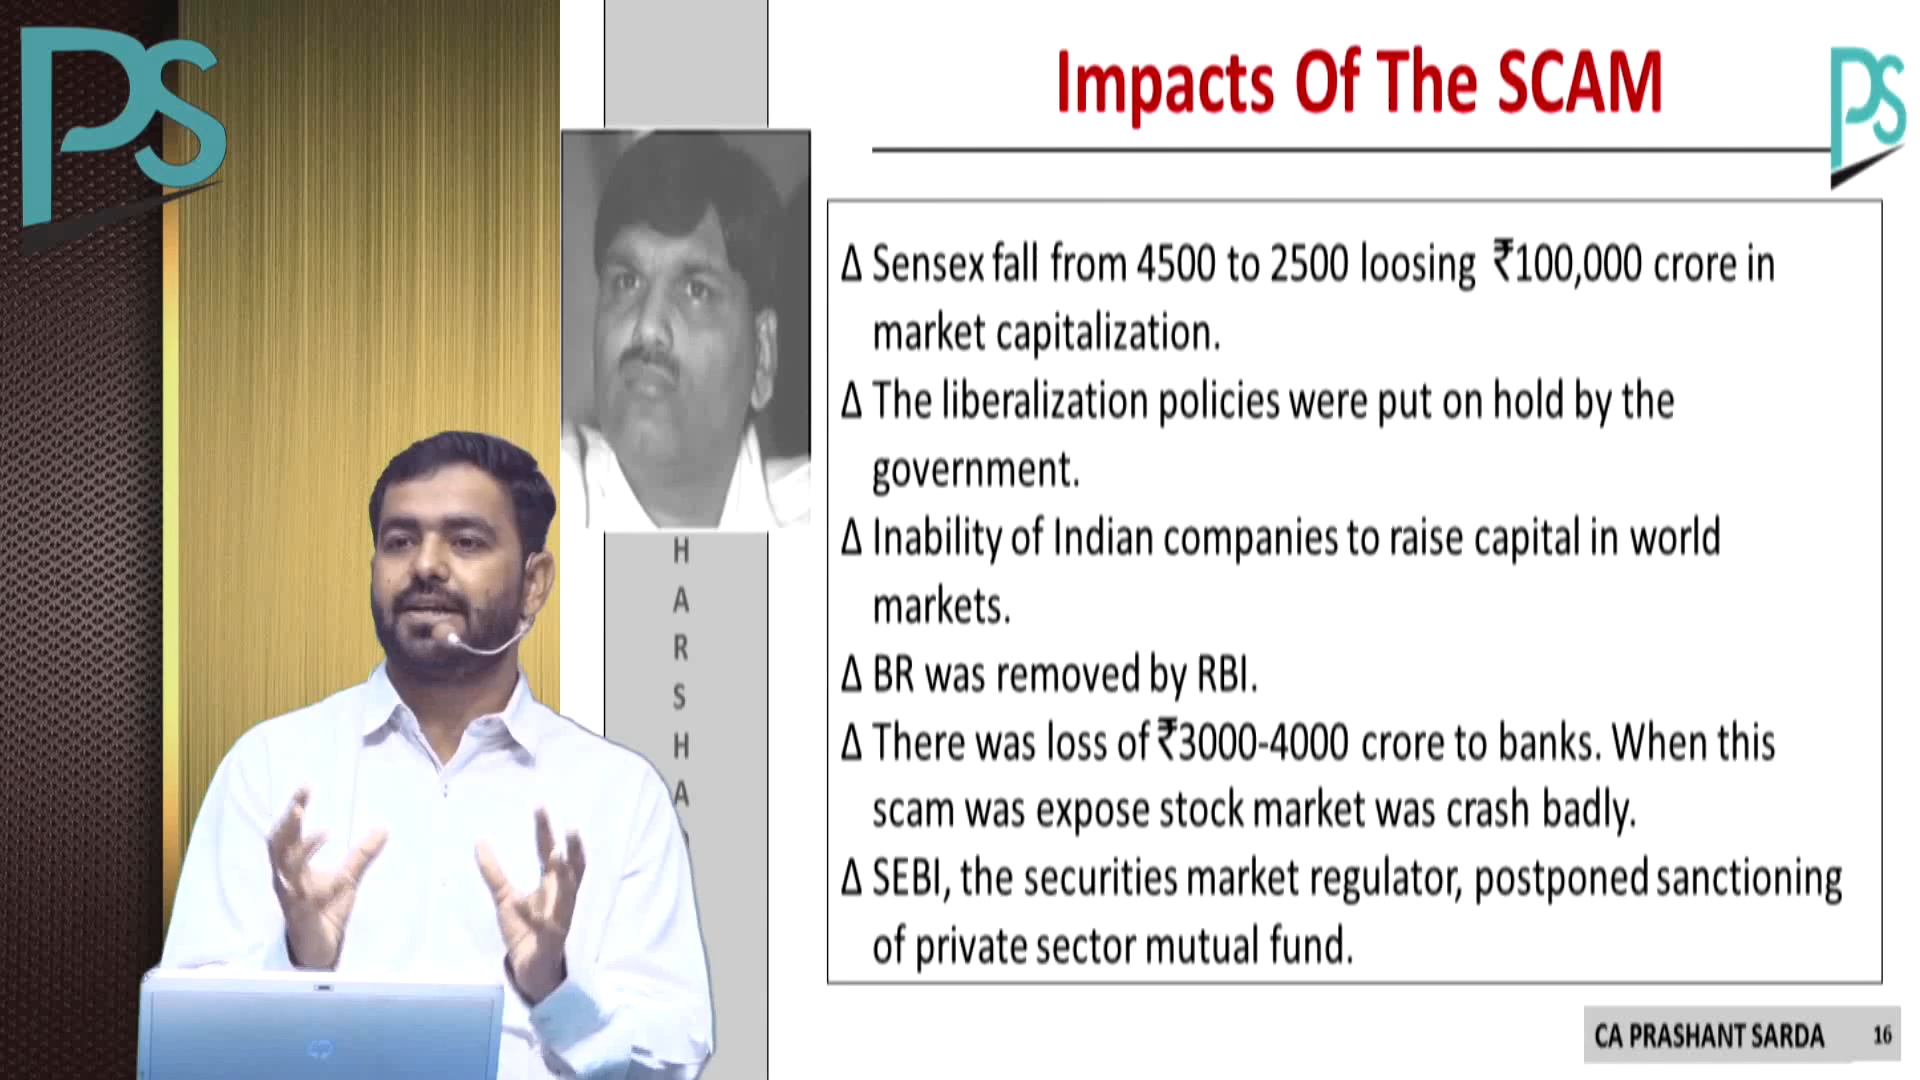 PS
Impacts Of The SCAM
PS
Δ Sensex fall from 4500 to 2500 loosing ₹100,000 crore in
market capitalization.
Δ The liberalization policies were put on hold by the
government.
Δ Inability of Indian companies to raise capital in world
markets.
Δ BR was removed by RBI.
Δ There was loss of ₹3000-4000 crore to banks. When this
scam was expose stock market was crash badly.
Δ SEBI, the securities market regulator, postponed sanctioning
of private sector mutual fund.
H
A
R
S
H
A
hp
CA PRASHANT SARDA 16